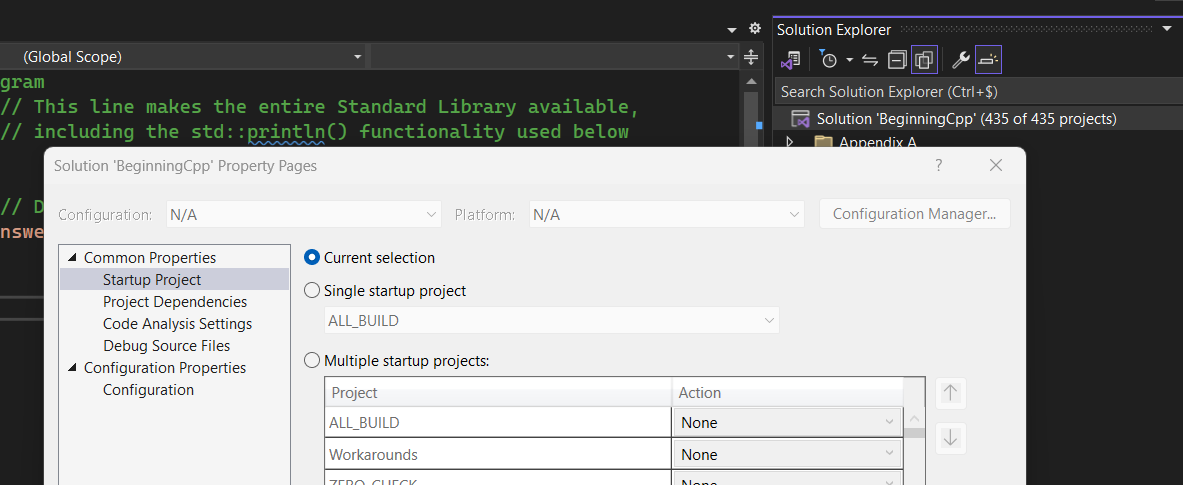 Solution Explorer
(Global Scope)
gram
// This line makes the entire Standard Library available,
// including the std::println() functionality used below
Search Solution Explorer (Ctrl+$)
Solution 'BeginningCpp' (435 of 435 projects)
Appendix A
Solution 'BeginningCpp' Property Pages
?
// D
nswe
Configuration:
N/A
Platform:
N/A
Configuration Manager...
Common Properties
Startup Project
Project Dependencies
Code Analysis Settings
Debug Source Files
Configuration Properties
Configuration
Current selection
Single startup project
ALL_BUILD
Multiple startup projects:
Project
Action
ALL_BUILD
None
Workarounds
None
ZERO_CHECK
None